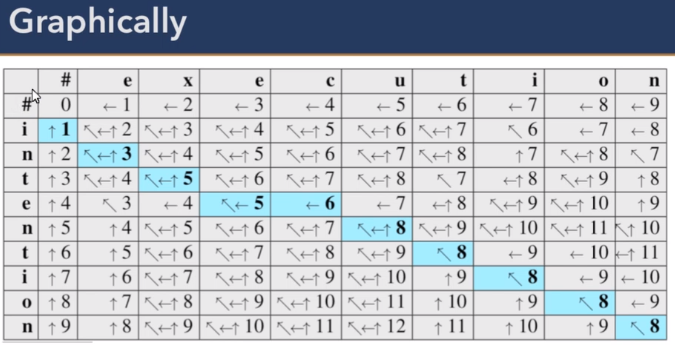 Graphically
# e x e c u t i o n
# 0 ← 1 ← 2 ← 3 ← 4 ← 5 ← 6 ← 7 ← 8 ← 9
i ↑ 1 ↖←↑ 2 ↖←↑ 3 ↖←↑ 4 ↖←↑ 5 ↖←↑ 6 ↖←↑ 7 ↖ 6 ← 7 ← 8
n ↑ 2 ↖←↑ 3 ↖←↑ 4 ↖←↑ 5 ↖←↑ 6 ↖←↑ 7 ↖←↑ 8 ↑ 7 ↖←↑ 8 ↖ 7
t ↑ 3 ↖←↑ 4 ↖←↑ 5 ↖←↑ 6 ↖←↑ 7 ↖←↑ 8 ↖ 7 ←↑ 8 ↖←↑ 9 ↑ 8
e ↑ 4 ↖ 3 ← 4 ↖← 5 ← 6 ← 7 ←↑ 8 ↖←↑ 9 ↖←↑ 10 ↑ 9
n ↑ 5 ↑ 4 ↖←↑ 5 ↖←↑ 6 ↖←↑ 7 ↖←↑ 8 ↖←↑ 9 ↖←↑ 10 ↖←↑ 11 ↖↑ 10
t ↑ 6 ↑ 5 ↖←↑ 6 ↖←↑ 7 ↖←↑ 8 ↖←↑ 9 ↖ 8 ← 9 ← 10 ←↑ 11
i ↑ 7 ↑ 6 ↖←↑ 7 ↖←↑ 8 ↖←↑ 9 ↖←↑ 10 ↑ 9 ↖ 8 ← 9 ← 10
o ↑ 8 ↑ 7 ↖←↑ 8 ↖←↑ 9 ↖←↑ 10 ↖←↑ 11 ↑ 10 ↑ 9 ↖ 8 ← 9
n ↑ 9 ↑ 8 ↖←↑ 9 ↖←↑ 10 ↖←↑ 11 ↖←↑ 12 ↑ 11 ↑ 10 ↑ 9 ↖ 8